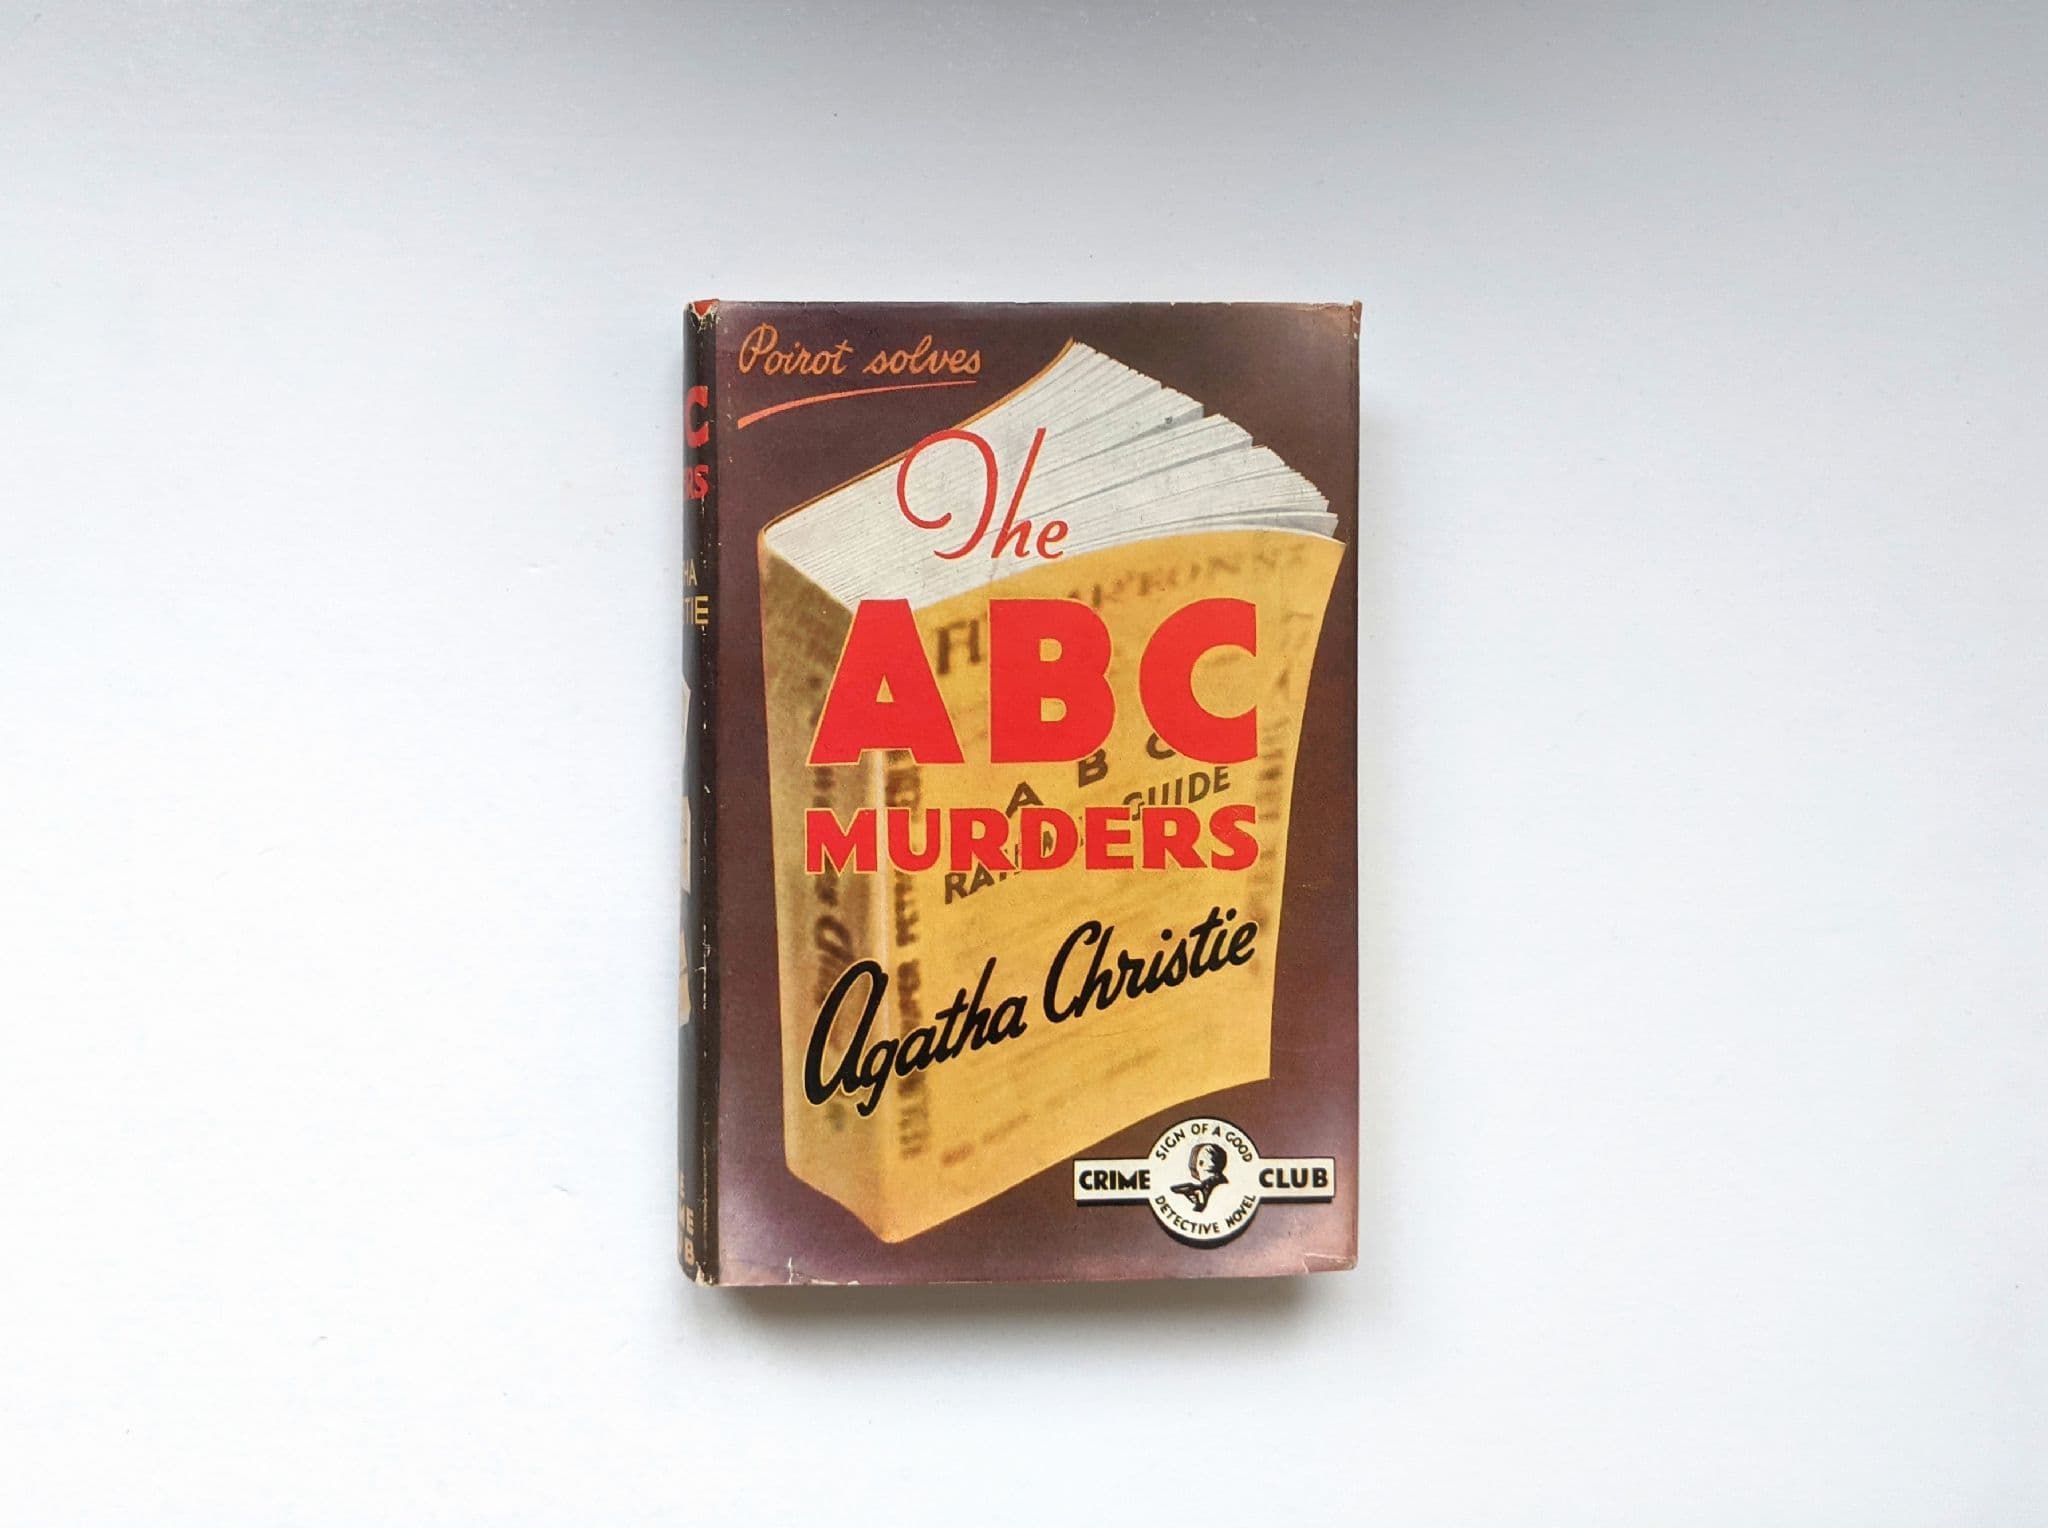 Poirot solves
The
ABC
MURDERS
Agatha Christie
A B C
GUIDE
CRIME CLUB
SIGN OF A GOOD
DETECTIVE NOVEL